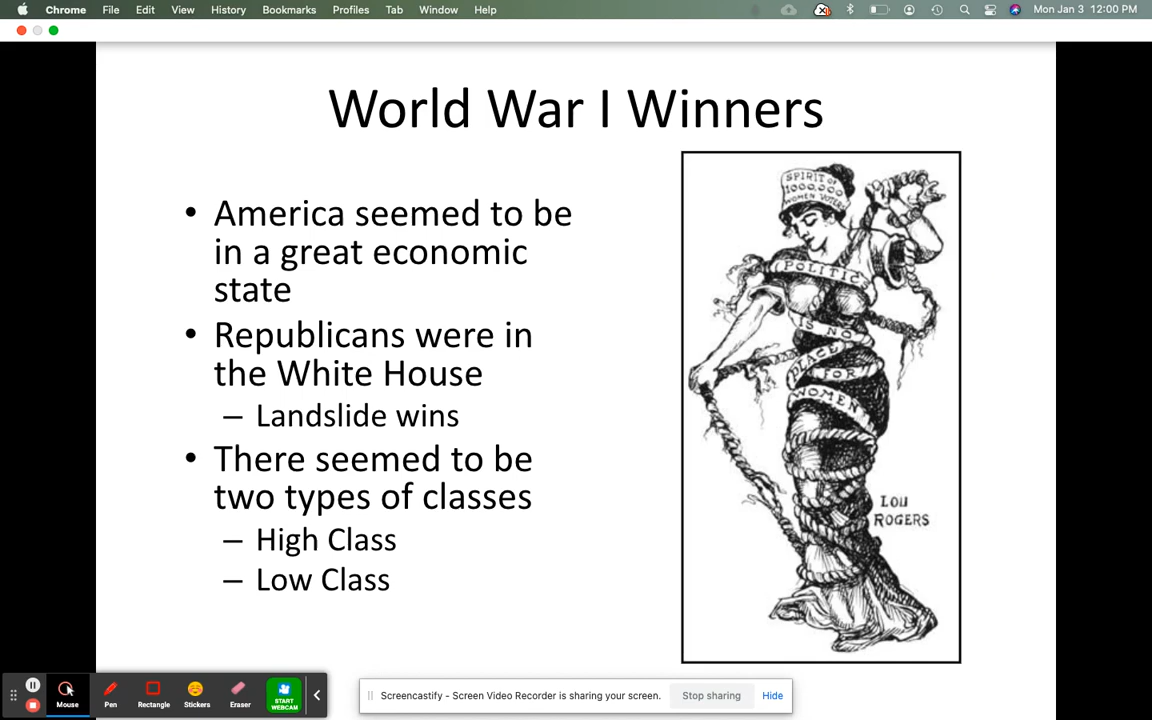 Chrome File Edit View History Bookmarks Profiles Tab Window Help Mon Jan 3 12:00 PM
World War I Winners
• America seemed to be
in a great economic
state
• Republicans were in
the White House
– Landslide wins
• There seemed to be
two types of classes
– High Class
– Low Class
SPIRIT OF
1,000,000
WOMEN VOTERS
POLITICS
IS NO
PLACE
FOR
WOMEN
LOU
ROGERS
Mouse Pen Rectangle Stickers Eraser START
WEBCAM
Screencastify - Screen Video Recorder is sharing your screen. Stop sharing Hide